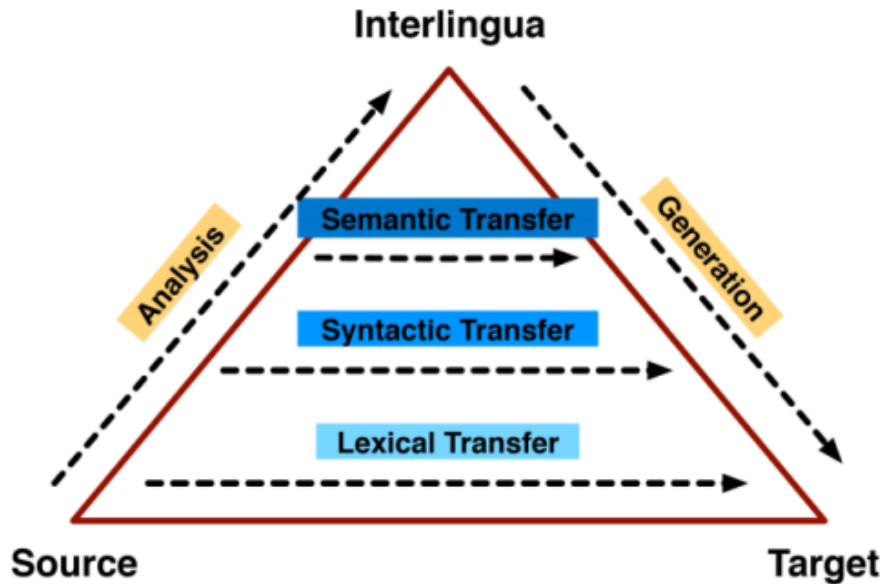 Interlingua
Semantic Transfer
Analysis
Generation
Syntactic Transfer
Lexical Transfer
Source
Target